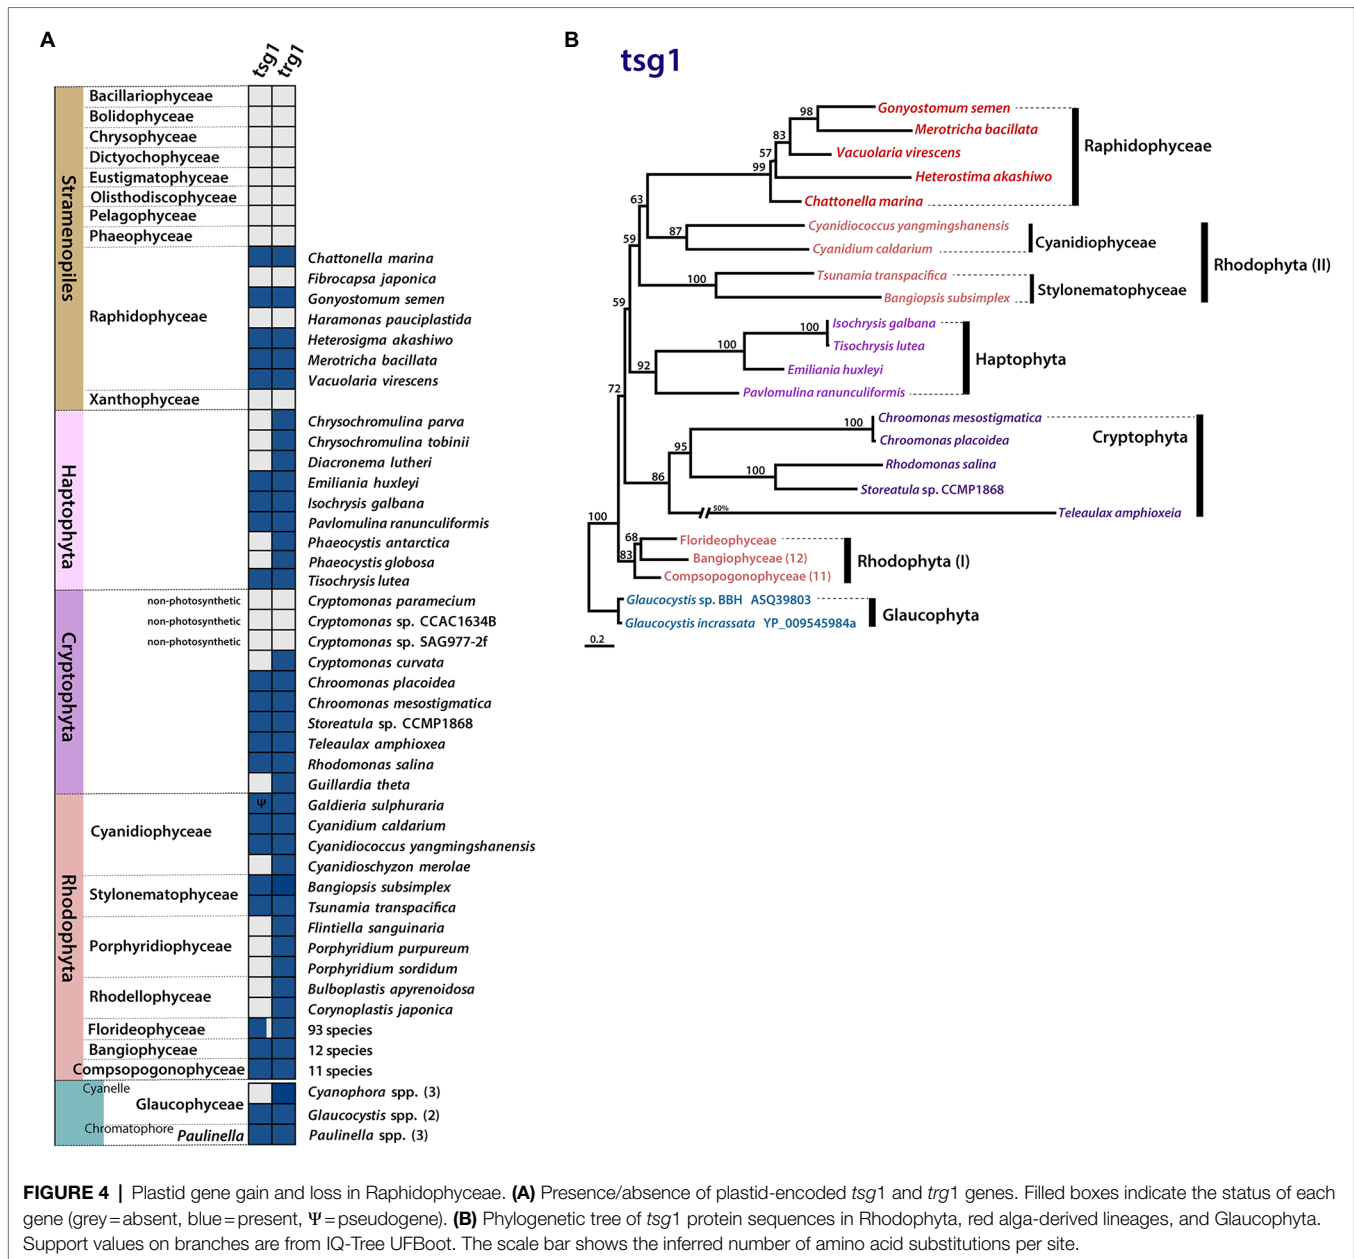 A
tsg1
trg1
Stramenopiles
Bacillariophyceae
Bolidophyceae
Chrysophyceae
Dictyochophyceae
Eustigmatophyceae
Olisthodiscophyceae
Pelagophyceae
Phaeophyceae
Raphidophyceae
Chattonella marina
Fibrocapsa japonica
Gonyostomum semen
Haramonas pauciplastida
Heterosigma akashiwo
Merotricha bacillata
Vacuolaria virescens
Xanthophyceae
Haptophyta
Chrysochromulina parva
Chrysochromulina tobinii
Diacronema lutheri
Emiliania huxleyi
Isochrysis galbana
Pavlomulina ranunculiformis
Phaeocystis antarctica
Phaeocystis globosa
Tisochrysis lutea
Cryptophyta
non-photosynthetic Cryptomonas paramecium
non-photosynthetic Cryptomonas sp. CCAC1634B
non-photosynthetic Cryptomonas sp. SAG977-2f
Cryptomonas curvata
Chroomonas placoidea
Chroomonas mesostigmatica
Storeatula sp. CCMP1868
Teleaulax amphioxea
Rhodomonas salina
Guillardia theta
Rhodophyta
Cyanidiophyceae
Ψ Galdieria sulphuraria
Cyanidium caldarium
Cyanidiococcus yangmingshanensis
Cyanidioschyzon merolae
Stylonematophyceae
Bangiopsis subsimplex
Tsunamia transpacifica
Porphyridiophyceae
Flintiella sanguinaria
Porphyridium purpureum
Porphyridium sordidum
Rhodellophyceae
Bulboplastis apyrenoidosa
Corynoplastis japonica
Florideophyceae 93 species
Bangiophyceae 12 species
Compsopogonophyceae 11 species
Cyanelle
Glaucophyceae
Cyanophora spp. (3)
Glaucocystis spp. (2)
Chromatophore Paulinella Paulinella spp. (3)
B
tsg1
Gonyostomum semen
98
Merotricha bacillata
83
Raphidophyceae
Vacuolaria virescens
57
99
Heterostima akashiwo
Chattonella marina
63
Cyanidiococcus yangmingshanensis
87
Cyanidiophyceae
Cyanidium caldarium
59
Rhodophyta (II)
Tsunamia transpacifica
100
Stylonematophyceae
Bangiopsis subsimplex
59
Isochrysis galbana
100
Tisochrysis lutea
100
Haptophyta
Emiliania huxleyi
92
Pavlomulina ranunculiformis
72
Chroomonas mesostigmatica
100
Cryptophyta
Chroomonas placoidea
95
Rhodomonas salina
100
86
Storeatula sp. CCMP1868
50%
Teleaulax amphioxeia
100
68
Florideophyceae
83
Bangiophyceae (12)
Rhodophyta (I)
Compsopogonophyceae (11)
Glaucocystis sp. BBH ASQ39803
Glaucophyta
Glaucocystis incrassata YP_009545984a
0.2
FIGURE 4 | Plastid gene gain and loss in Raphidophyceae. (A) Presence/absence of plastid-encoded tsg1 and trg1 genes. Filled boxes indicate the status of each
gene (grey = absent, blue = present, Ψ = pseudogene). (B) Phylogenetic tree of tsg1 protein sequences in Rhodophyta, red alga-derived lineages, and Glaucophyta.
Support values on branches are from IQ-Tree UFBoot. The scale bar shows the inferred number of amino acid substitutions per site.